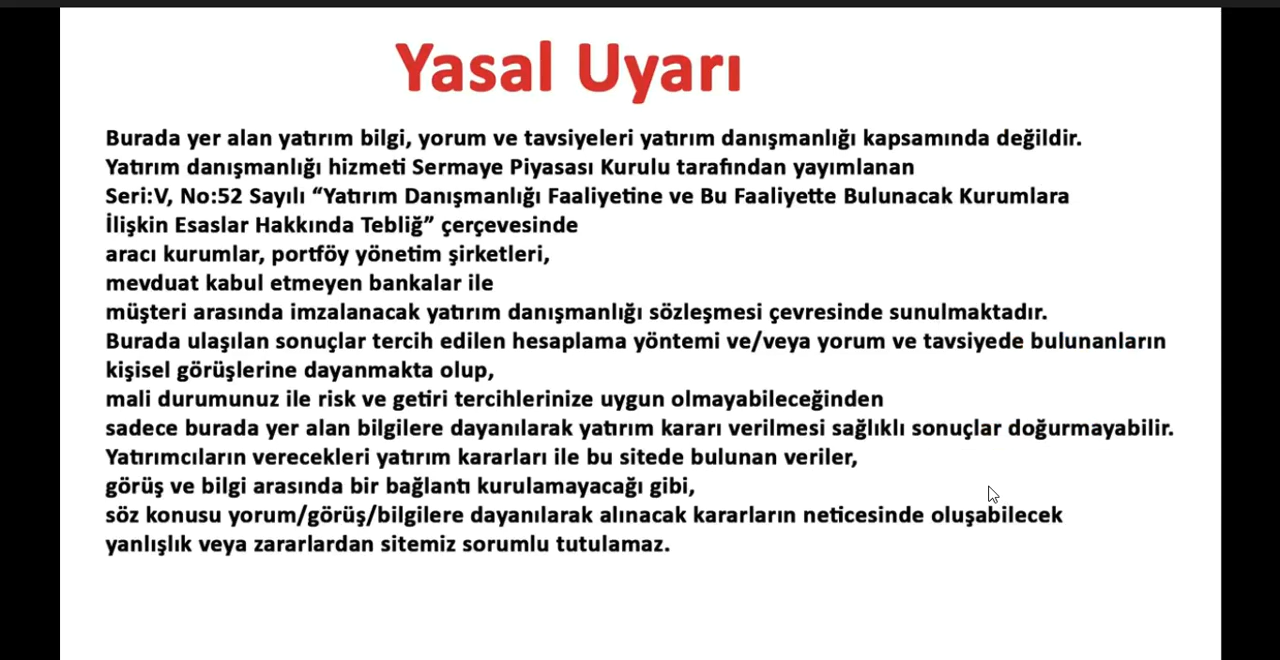 Yasal Uyarı
Burada yer alan yatırım bilgi, yorum ve tavsiyeleri yatırım danışmanlığı kapsamında değildir.
Yatırım danışmanlığı hizmeti Sermaye Piyasası Kurulu tarafından yayımlanan
Seri:V, No:52 Sayılı “Yatırım Danışmanlığı Faaliyetine ve Bu Faaliyette Bulunacak Kurumlara
İlişkin Esaslar Hakkında Tebliğ” çerçevesinde
aracı kurumlar, portföy yönetim şirketleri,
mevduat kabul etmeyen bankalar ile
müşteri arasında imzalanacak yatırım danışmanlığı sözleşmesi çevresinde sunulmaktadır.
Burada ulaşılan sonuçlar tercih edilen hesaplama yöntemi ve/veya yorum ve tavsiyede bulunanların
kişisel görüşlerine dayanmakta olup,
mali durumunuz ile risk ve getiri tercihlerinize uygun olmayabileceğinden
sadece burada yer alan bilgilere dayanılarak yatırım kararı verilmesi sağlıklı sonuçlar doğurmayabilir.
Yatırımcıların verecekleri yatırım kararları ile bu sitede bulunan veriler,
görüş ve bilgi arasında bir bağlantı kurulamayacağı gibi,
söz konusu yorum/görüş/bilgilere dayanılarak alınacak kararların neticesinde oluşabilecek
yanlışlık veya zararlardan sitemiz sorumlu tutulamaz.